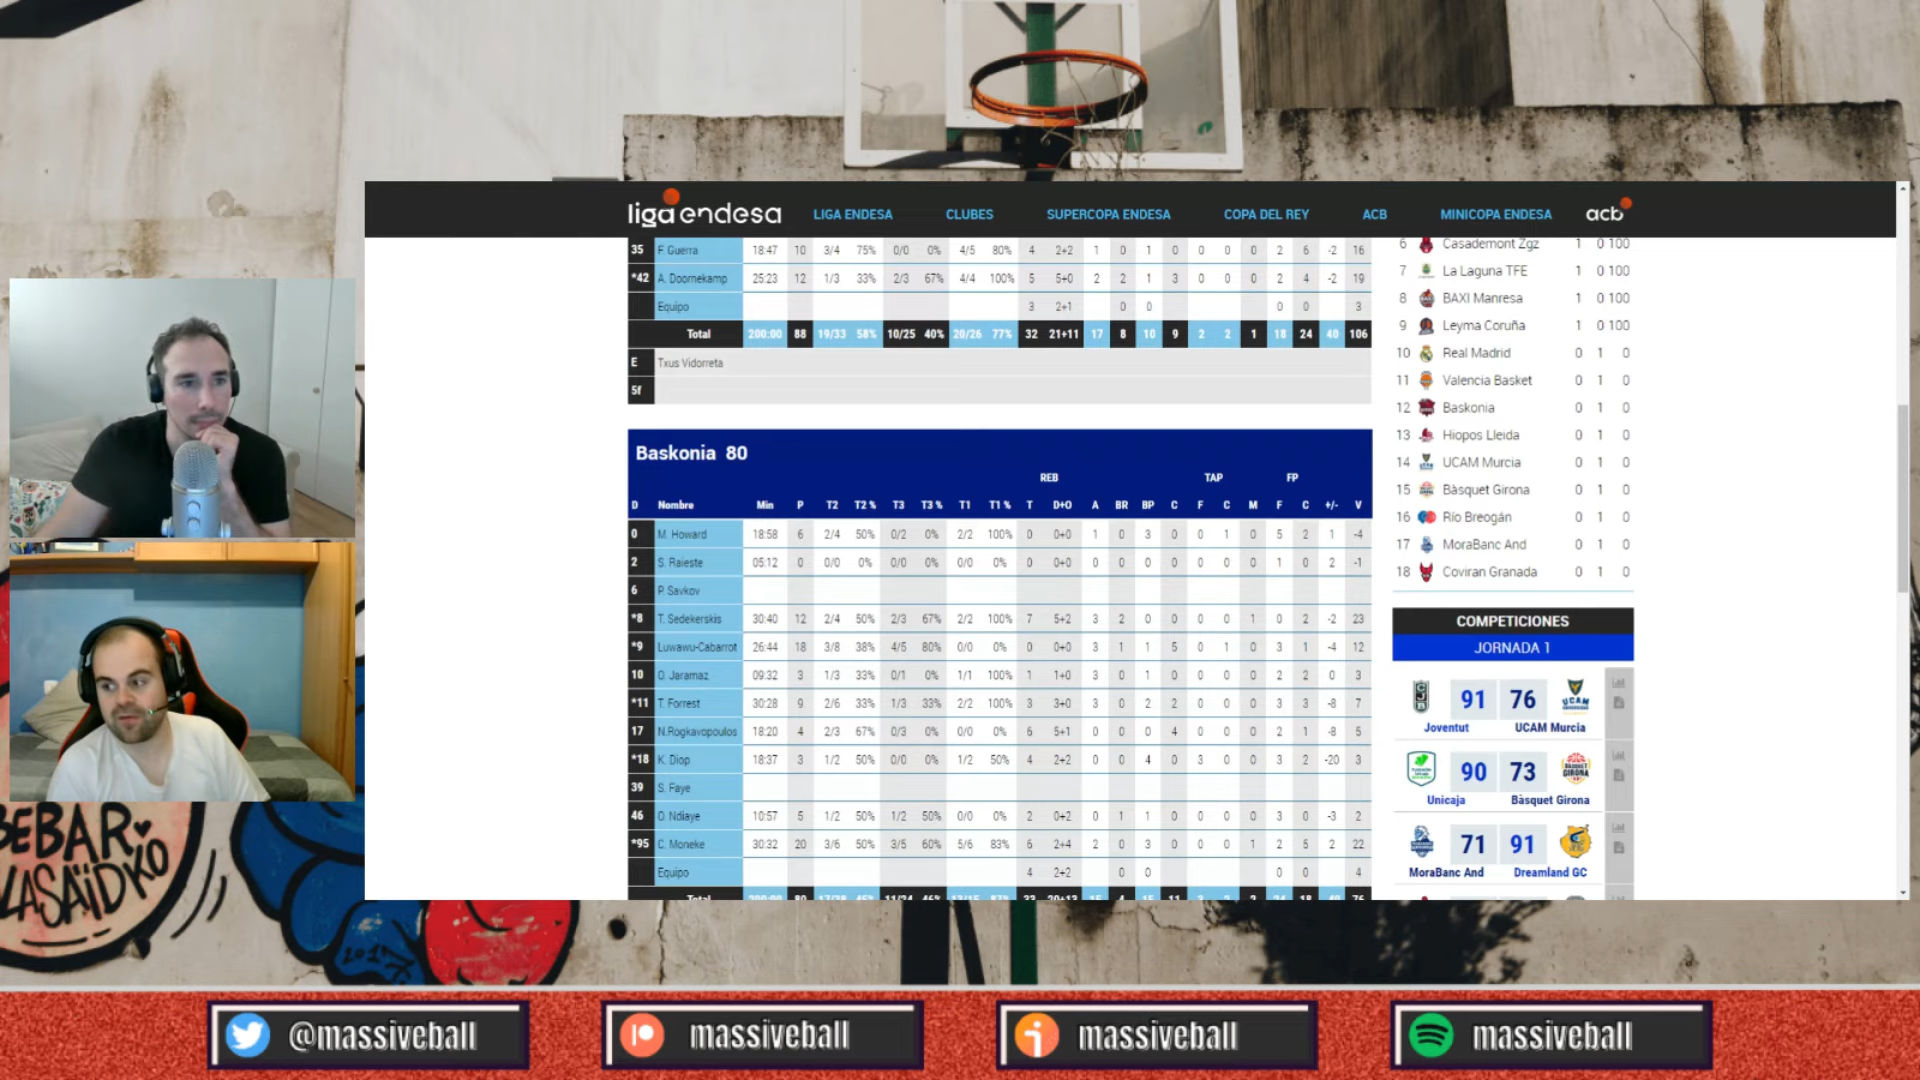 liga endesa LIGA ENDESA CLUBES SUPERCOPA ENDESA COPA DEL REY ACB MINICOPA ENDESA acb
35 F. Guerra 18:47 10 3/4 75% 0/0 0% 4/5 80% 4 2+2 1 0 1 0 0 0 0 2 6 -2 16
*42 A. Doornekamp 25:23 12 1/3 33% 2/3 67% 4/4 100% 5 5+0 2 2 1 3 0 0 0 2 4 -2 19
Equipo 3 2+1 0 0 0 0 3
Total 200:00 88 19/33 58% 10/25 40% 20/26 77% 32 21+11 17 8 10 9 2 2 1 18 24 40 106
E Txus Vidorreta
5f
Baskonia 80
REB TAP FP
D Nombre Min P T2 T2 % T3 T3 % T1 T1 % T D+O A BR BP C F C M F C +/- V
0 M. Howard 18:58 6 2/4 50% 0/2 0% 2/2 100% 0 0+0 1 0 3 0 0 1 0 5 2 1 -4
2 S. Raieste 05:12 0 0/0 0% 0/0 0% 0/0 0% 0 0+0 0 0 0 0 0 0 0 1 0 2 -1
6 P. Savkov
*8 T. Sedekerskis 30:40 12 2/4 50% 2/3 67% 2/2 100% 7 5+2 3 2 0 0 0 0 1 0 2 -2 23
*9 Luwawu-Cabarrot 26:44 18 3/8 38% 4/5 80% 0/0 0% 0 0+0 3 1 1 5 0 1 0 3 1 -4 12
10 O. Jaramaz 09:32 3 1/3 33% 0/1 0% 1/1 100% 1 1+0 3 0 1 0 0 0 0 2 2 0 3
*11 T. Forrest 30:28 9 2/6 33% 1/3 33% 2/2 100% 3 3+0 3 0 2 2 0 0 0 3 3 -8 7
17 N.Rogkavopoulos 18:20 4 2/3 67% 0/3 0% 0/0 0% 6 5+1 0 0 0 4 0 0 0 2 1 -8 5
*18 K. Diop 18:37 3 1/2 50% 0/0 0% 1/2 50% 4 2+2 0 0 4 0 3 0 0 3 2 -20 3
39 S. Faye
46 O. Ndiaye 10:57 5 1/2 50% 1/2 50% 0/0 0% 2 0+2 0 1 1 0 0 0 0 3 0 -3 2
*95 C. Moneke 30:32 20 3/6 50% 3/5 60% 5/6 83% 6 2+4 2 0 3 0 0 0 1 2 5 2 22
Equipo 4 2+2 0 0 0 0 4
Total
6 Casademont Zgz 1 0 100
7 La Laguna TFE 1 0 100
8 BAXI Manresa 1 0 100
9 Leyma Coruña 1 0 100
10 Real Madrid 0 1 0
11 Valencia Basket 0 1 0
12 Baskonia 0 1 0
13 Hiopos Lleida 0 1 0
14 UCAM Murcia 0 1 0
15 Bàsquet Girona 0 1 0
16 Río Breogán 0 1 0
17 MoraBanc And 0 1 0
18 Coviran Granada 0 1 0
COMPETICIONES
JORNADA 1
91 76
Joventut UCAM Murcia
90 73
Unicaja Bàsquet Girona
71 91
MoraBanc And Dreamland GC
BEBAR
LASAÏDKO
2017
@massiveball massiveball massiveball massiveball